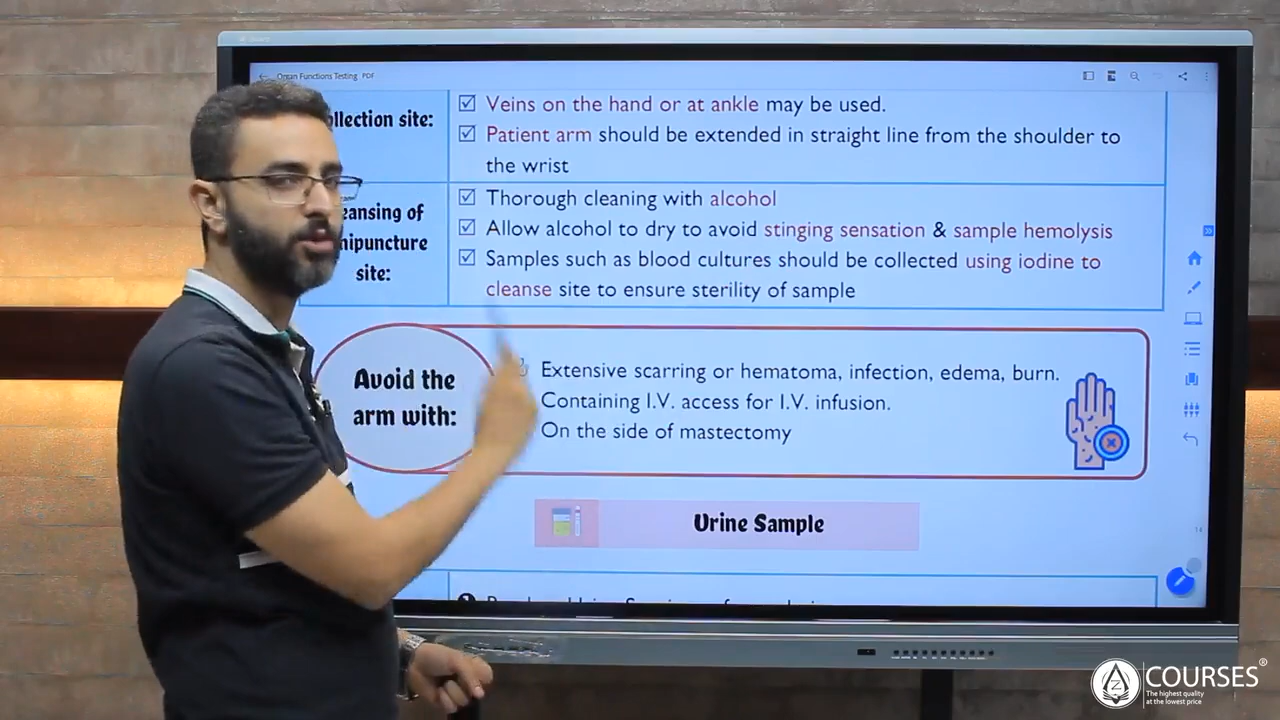 Organ Functions Testing PDF
ollection site:
Veins on the hand or at ankle may be used.
Patient arm should be extended in straight line from the shoulder to
the wrist
eansing of
nipuncture
site:
Thorough cleaning with alcohol
Allow alcohol to dry to avoid stinging sensation & sample hemolysis
Samples such as blood cultures should be collected using iodine to
cleanse site to ensure sterility of sample
Avoid the
arm with:
Extensive scarring or hematoma, infection, edema, burn.
Containing I.V. access for I.V. infusion.
On the side of mastectomy
14
Urine Sample
COURSES®
The highest quality
at the lowest price